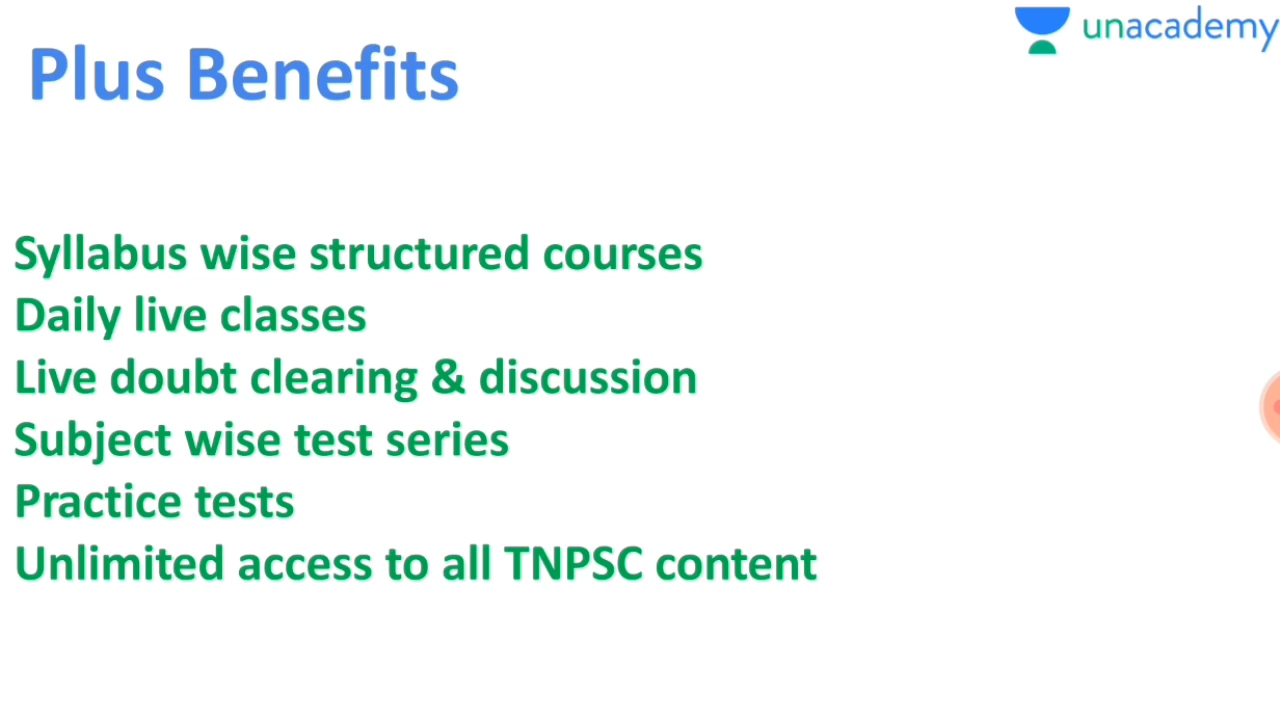 unacademy
Plus Benefits
Syllabus wise structured courses
Daily live classes
Live doubt clearing & discussion
Subject wise test series
Practice tests
Unlimited access to all TNPSC content